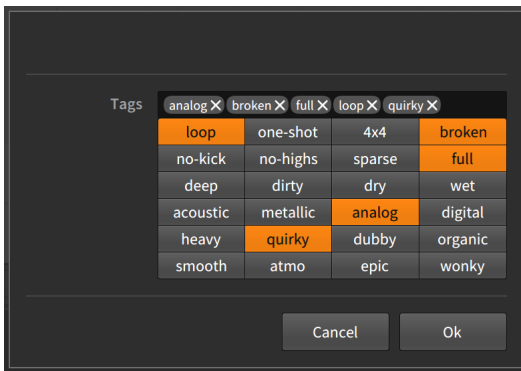 Tags analog X broken X full X loop X quirky X
loop one-shot 4x4 broken
no-kick no-highs sparse full
deep dirty dry wet
acoustic metallic analog digital
heavy quirky dubby organic
smooth atmo epic wonky
Cancel Ok